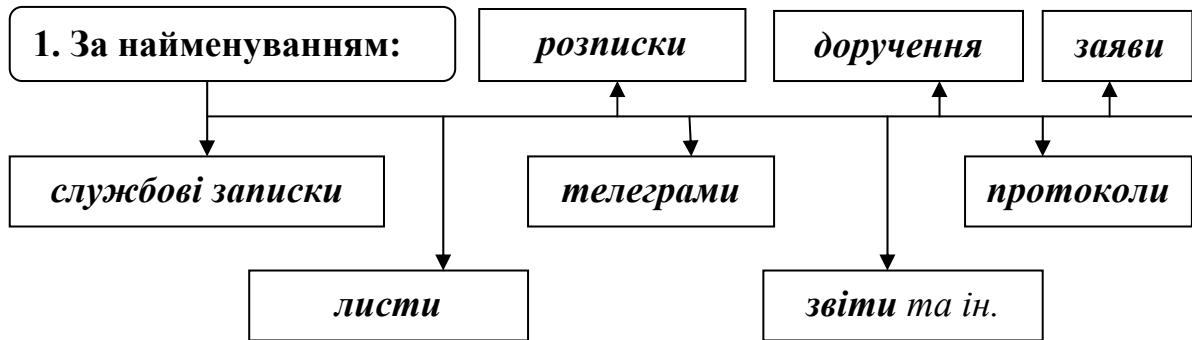 1. За найменуванням:
розписки
доручення
заяви
службові записки
телеграми
протоколи
листи
звіти та ін.